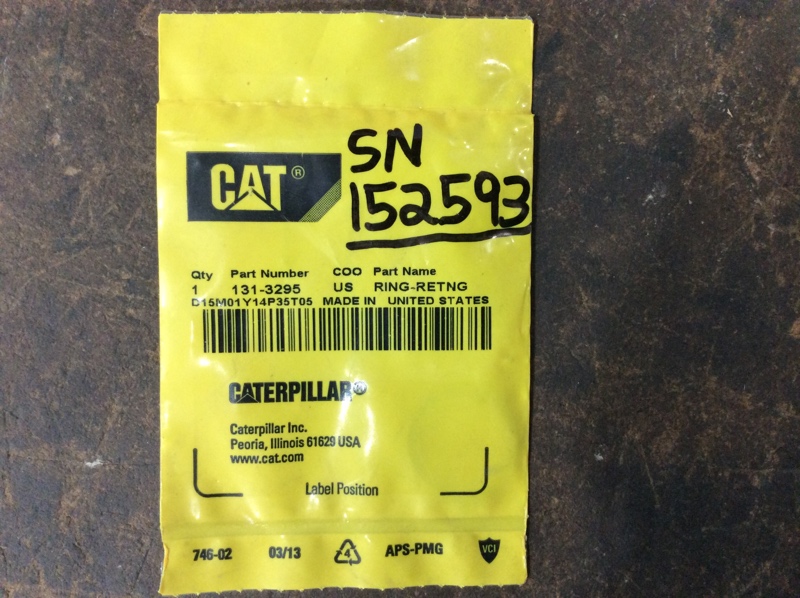 SN
152593
CAT®
Qty Part Number COO Part Name
1 131-3295 US RING-RETNG
D15M01Y14P35T05 MADE IN UNITED STATES
CATERPILLAR®
Caterpillar Inc.
Peoria, Illinois 61629 USA
www.cat.com
Label Position
746-02 03/13 4 APS-PMG VCI